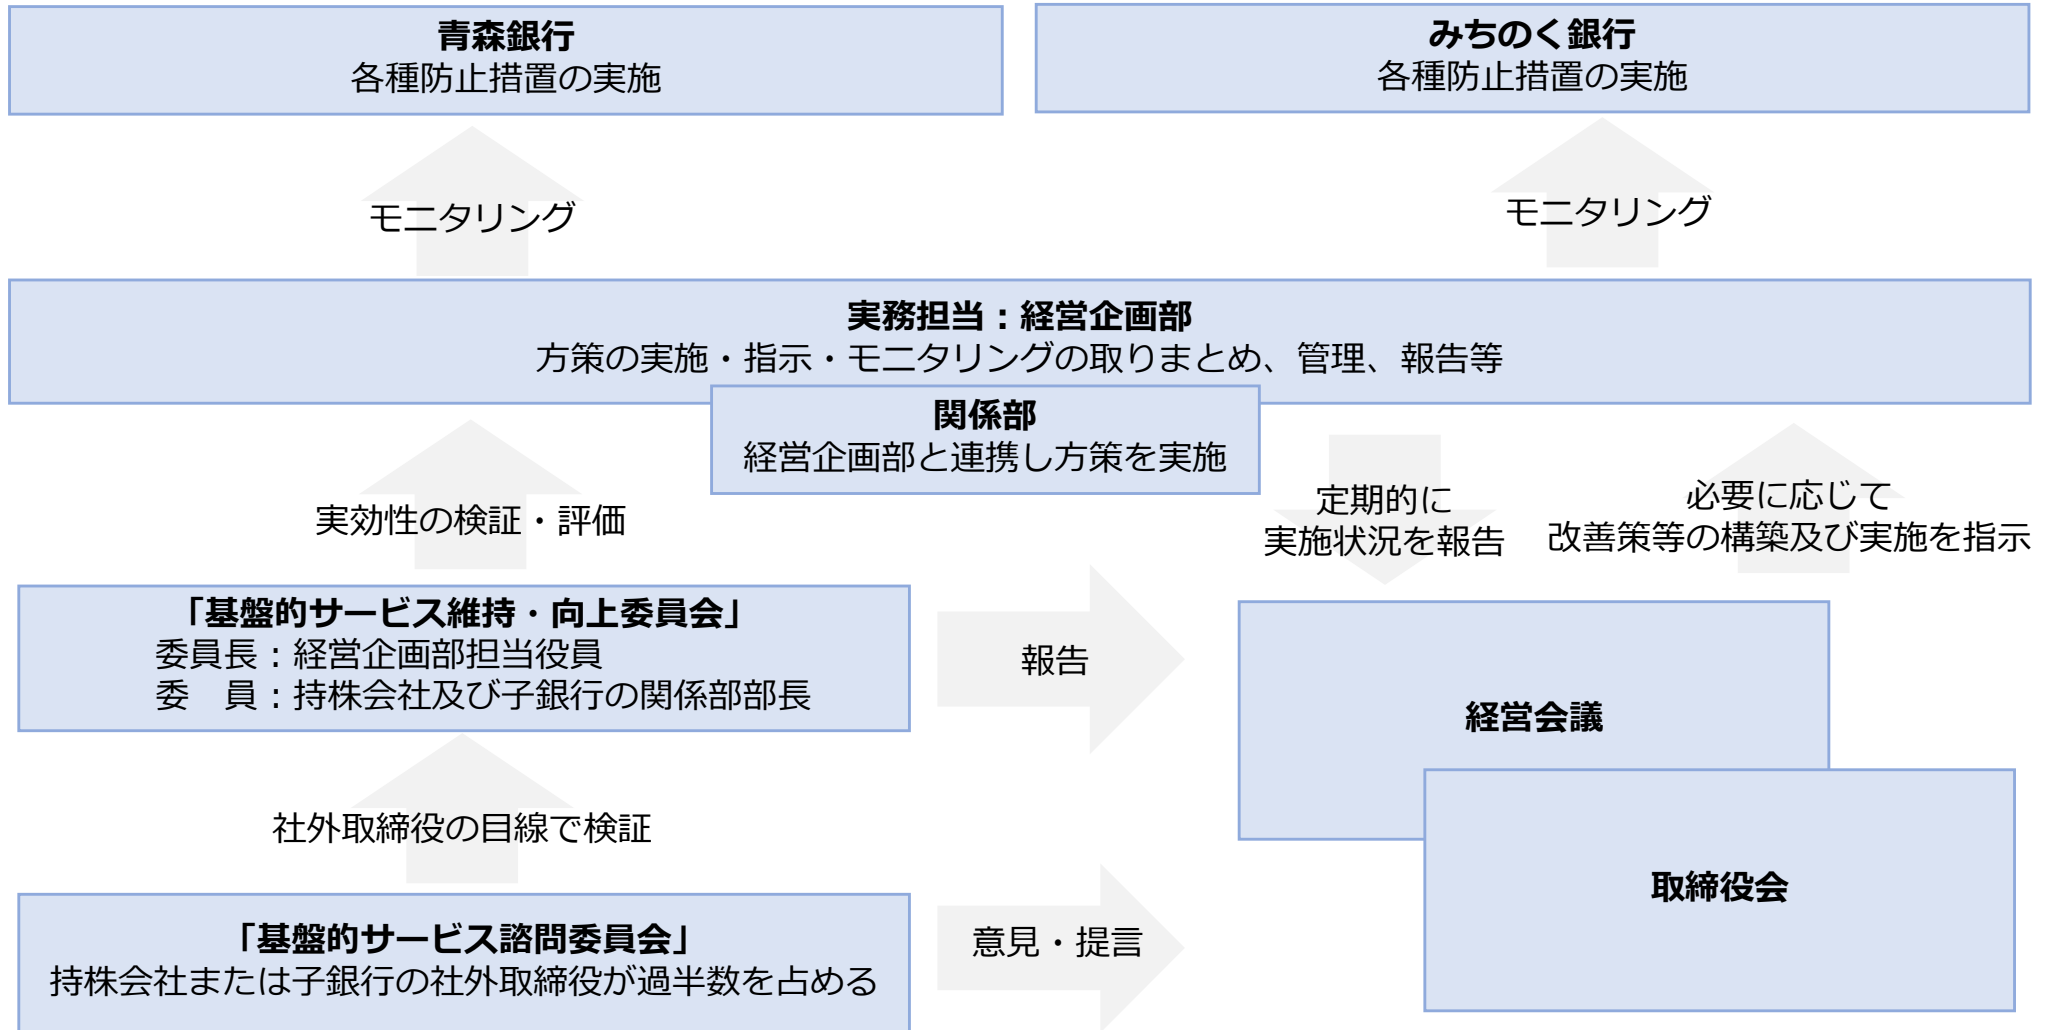 青森銀行
各種防止措置の実施
みちのく銀行
各種防止措置の実施
モニタリング
モニタリング
実務担当：経営企画部
方策の実施・指示・モニタリングの取りまとめ、管理、報告等
関係部
経営企画部と連携し方策を実施
実効性の検証・評価
定期的に
実施状況を報告
必要に応じて
改善策等の構築及び実施を指示
「基盤的サービス維持・向上委員会」
委員長：経営企画部担当役員
委　員：持株会社及び子銀行の関係部部長
報告
経営会議
社外取締役の目線で検証
取締役会
「基盤的サービス諮問委員会」
持株会社または子銀行の社外取締役が過半数を占める
意見・提言